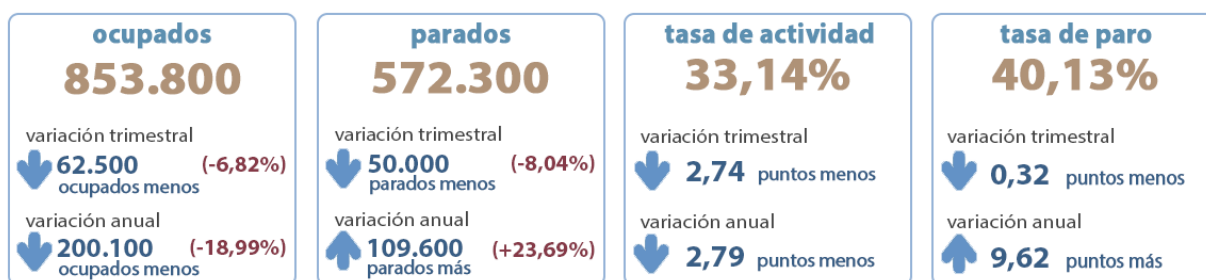 ocupados
853.800
variación trimestral
62.500 (-6,82%)
ocupados menos
variación anual
200.100 (-18,99%)
ocupados menos
parados
572.300
variación trimestral
50.000 (-8,04%)
parados menos
variación anual
109.600 (+23,69%)
parados más
tasa de actividad
33,14%
variación trimestral
2,74 puntos menos
variación anual
2,79 puntos menos
tasa de paro
40,13%
variación trimestral
0,32 puntos menos
variación anual
9,62 puntos más